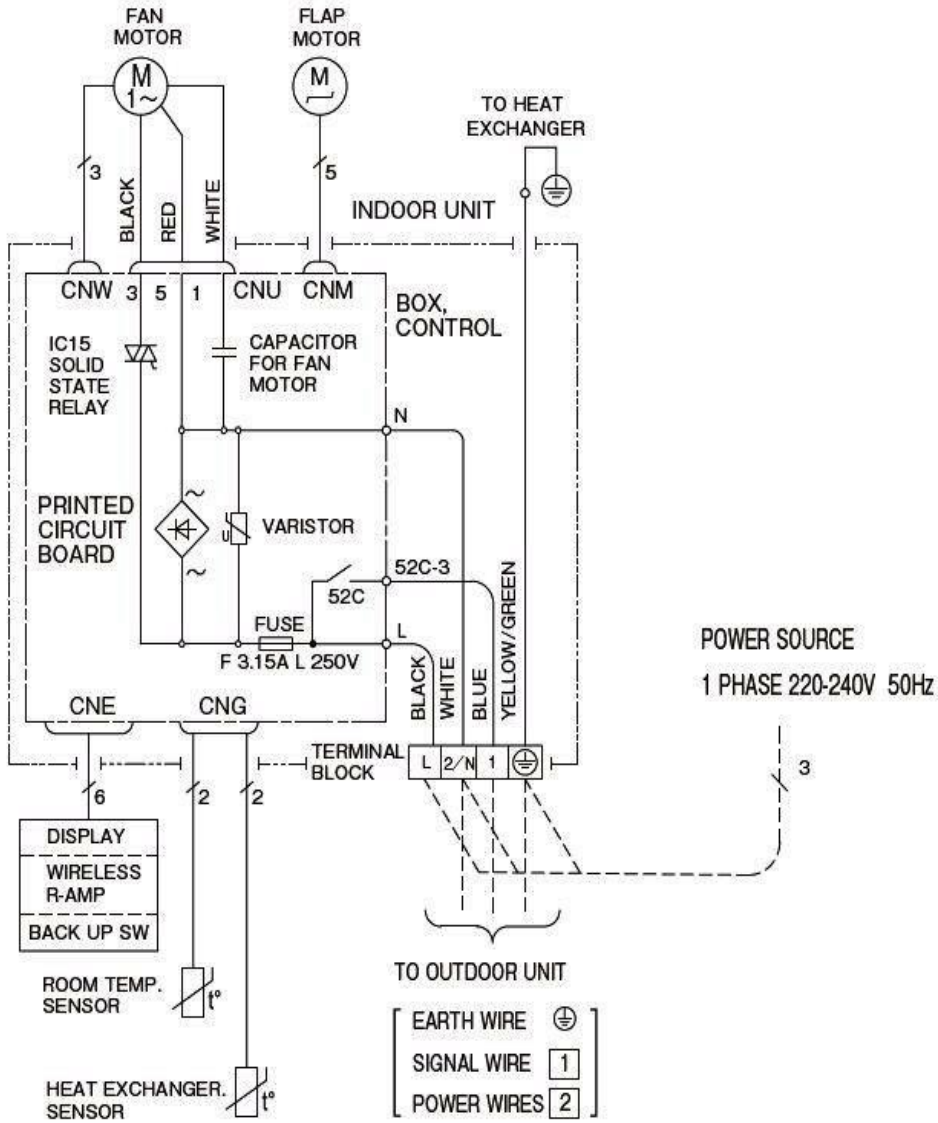 FAN
MOTOR
FLAP
MOTOR
M
1~
M
TO HEAT
EXCHANGER
3
BLACK
RED
WHITE
5
INDOOR UNIT
CNW
3
5
1
CNU
CNM
BOX,
CONTROL
IC15
SOLID
STATE
RELAY
CAPACITOR
FOR FAN
MOTOR
N
PRINTED
CIRCUIT
BOARD
~
~
U
VARISTOR
52C-3
52C
FUSE
L
F 3.15A L 250V
BLACK
WHITE
BLUE
YELLOW/GREEN
POWER SOURCE
1 PHASE 220-240V 50Hz
CNE
CNG
TERMINAL
BLOCK
L
2/N
1
3
6
2
2
DISPLAY
WIRELESS
R-AMP
BACK UP SW
ROOM TEMP.
SENSOR
t°
TO OUTDOOR UNIT
EARTH WIRE
SIGNAL WIRE 1
POWER WIRES 2
HEAT EXCHANGER.
SENSOR
t°